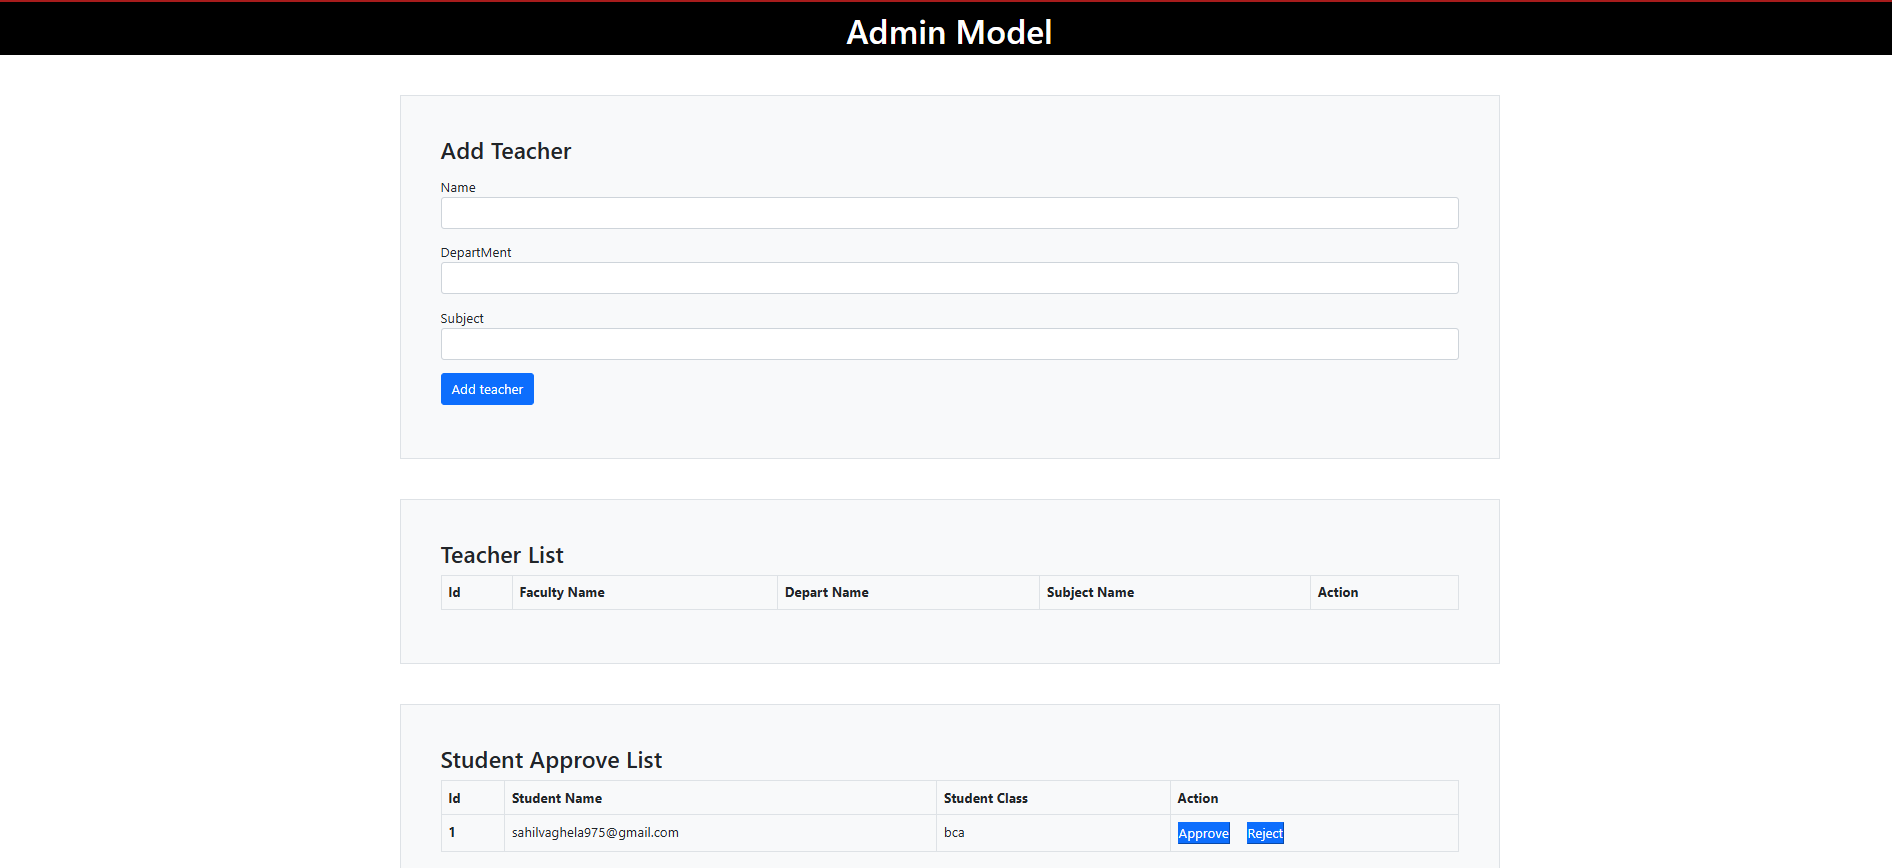 Admin Model
Add Teacher
Name
DepartMent
Subject
Add teacher
Teacher List
Id Faculty Name Depart Name Subject Name Action
Student Approve List
Id Student Name Student Class Action
1 sahilvaghela975@gmail.com bca Approve Reject